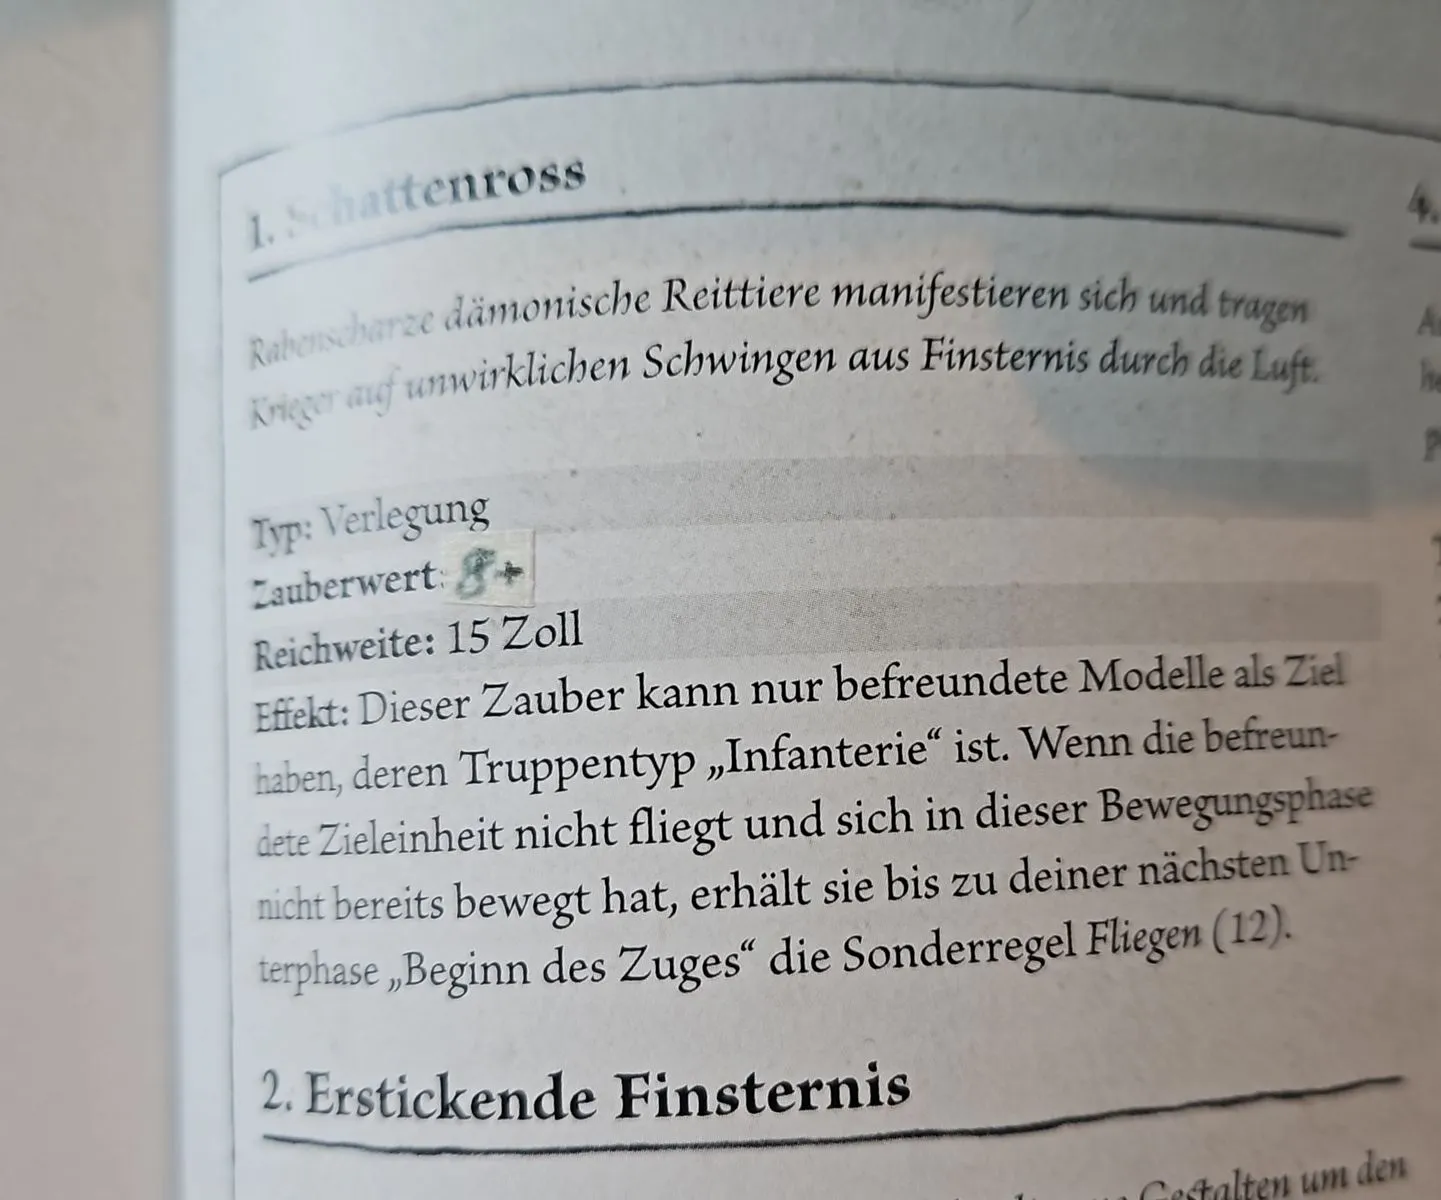 1. Schattenross
Rabenscharze dämonische Reittiere manifestieren sich und tragen
Krieger auf unwirklichen Schwingen aus Finsternis durch die Luft.
Typ: Verlegung
Zauberwert: 8+
Reichweite: 15 Zoll
Effekt: Dieser Zauber kann nur befreundete Modelle als Ziel
haben, deren Truppentyp „Infanterie“ ist. Wenn die befreun-
dete Zieleinheit nicht fliegt und sich in dieser Bewegungsphase
nicht bereits bewegt hat, erhält sie bis zu deiner nächsten Un-
terphase „Beginn des Zuges“ die Sonderregel Fliegen (12).
2. Erstickende Finsternis
Gestalten um den
4.